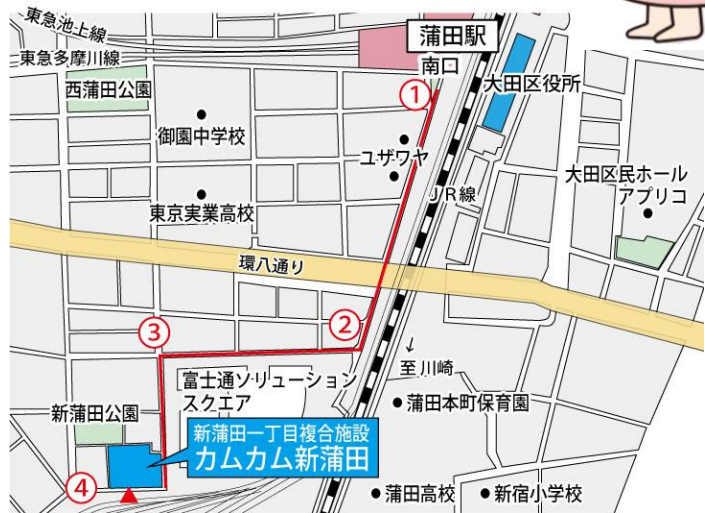 東急池上線
東急多摩川線
蒲田駅
南口
①
西蒲田公園
大田区役所
御園中学校
ユザワヤ
大田区民ホール
アプリコ
東京実業高校
JR線
環八通り
②
③
↓
至川崎
富士通ソリューション
スクエア
蒲田本町保育園
新蒲田公園
新蒲田一丁目複合施設
カムカム新蒲田
④
蒲田高校
新宿小学校